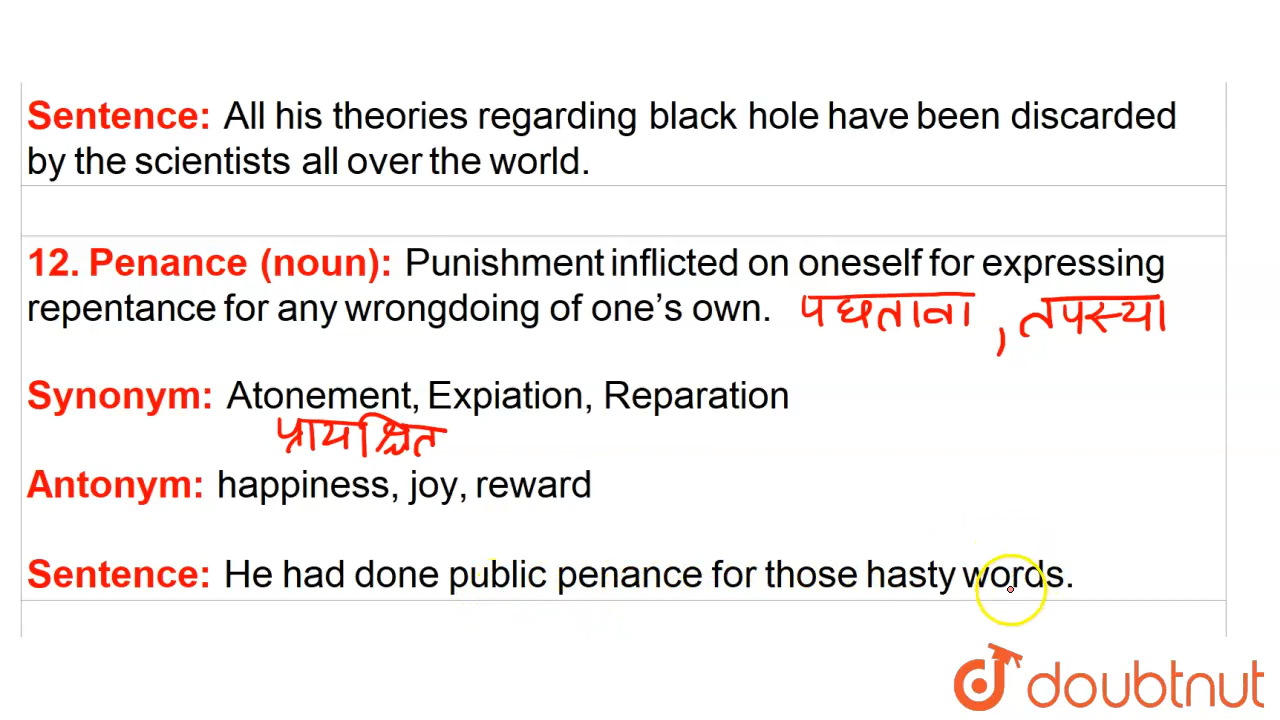 Sentence: All his theories regarding black hole have been discarded
by the scientists all over the world.
12. Penance (noun): Punishment inflicted on oneself for expressing
repentance for any wrongdoing of one’s own. पछताना , तपस्या
Synonym: Atonement, Expiation, Reparation
प्रायश्चित
Antonym: happiness, joy, reward
Sentence: He had done public penance for those hasty words.
doubtnut